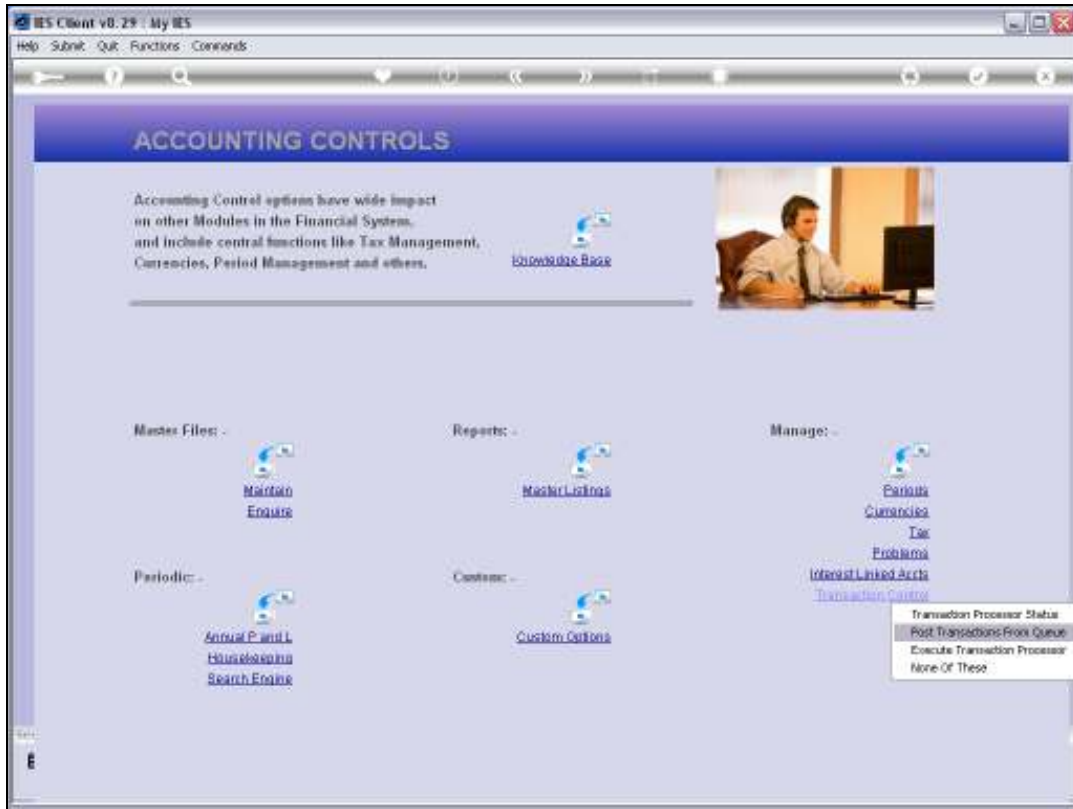 IES Client v8.29 : My IES
Help Submit Quit Functions Commands
ACCOUNTING CONTROLS
Accounting Control options have wide impact
on other Modules in the Financial System,
and include central functions like Tax Management,
Currencies, Period Management and others.
Knowledge Base
Master Files: -
Maintain
Enquire
Reports: -
Master Listings
Manage: -
Periods
Currencies
Tax
Problems
Interest Linked Accts
Transaction Control
Transaction Processor Status
Post Transactions From Queue
Execute Transaction Processor
None Of These
Periodic: -
Annual P and L
Housekeeping
Search Engine
Custom: -
Custom Options